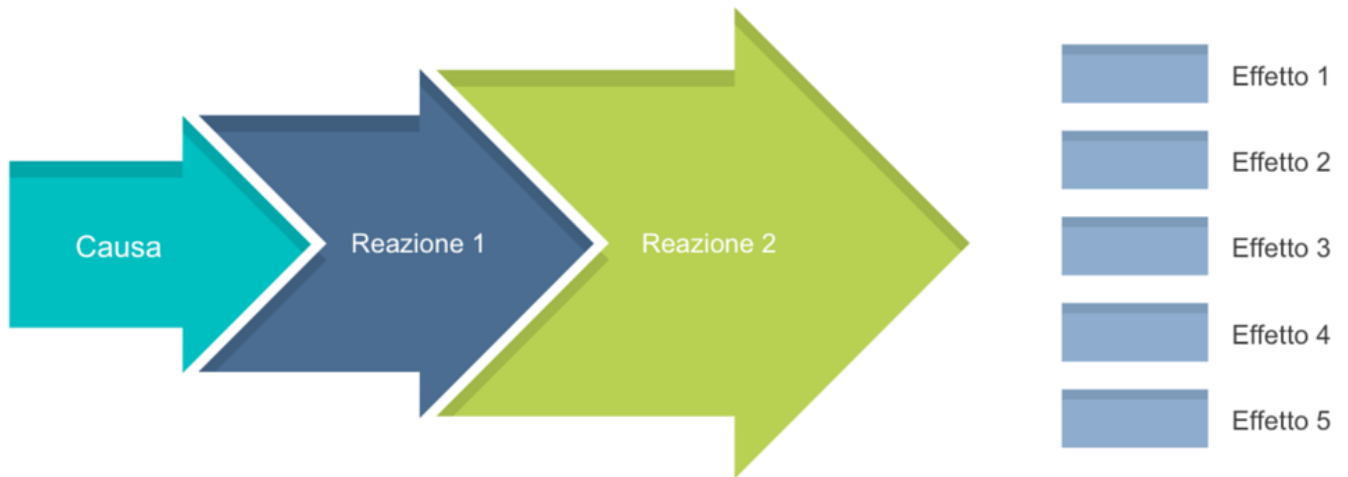 Causa
Reazione 1
Reazione 2
Effetto 1
Effetto 2
Effetto 3
Effetto 4
Effetto 5